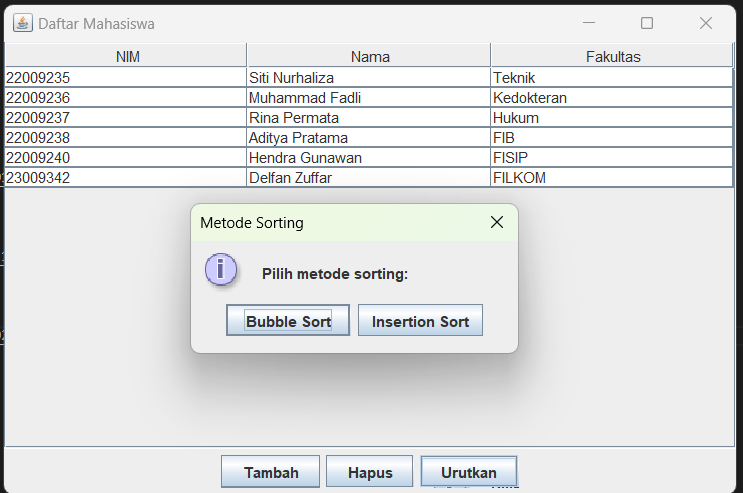 Daftar Mahasiswa
NIM Nama Fakultas
22009235 Siti Nurhaliza Teknik
22009236 Muhammad Fadli Kedokteran
22009237 Rina Permata Hukum
22009238 Aditya Pratama FIB
22009240 Hendra Gunawan FISIP
23009342 Delfan Zuffar FILKOM
Metode Sorting
i
Pilih metode sorting:
Bubble Sort Insertion Sort
Tambah Hapus Urutkan